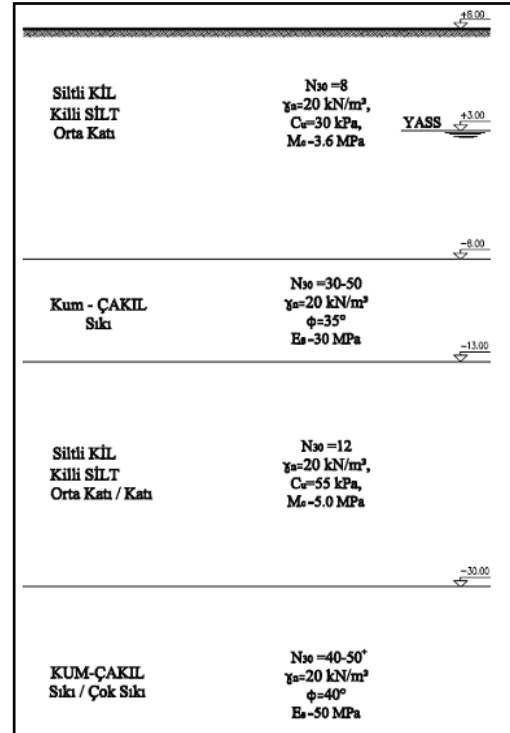 +6.00
Siltli KİL
Killi SİLT
Orta Katı
N30 =8
γn=20 kN/m³,
Cu=30 kPa,
Mc=3.6 MPa
YASS
+3.00
-6.00
Kum - ÇAKIL
Sıkı
N30 =30-50
γn=20 kN/m³
ϕ=35°
Es=30 MPa
-13.00
Siltli KİL
Killi SİLT
Orta Katı / Katı
N30 =12
γn=20 kN/m³,
Cu=55 kPa,
Mc=5.0 MPa
-30.00
KUM-ÇAKIL
Sıkı / Çok Sıkı
N30 =40-50⁺
γn=20 kN/m³
ϕ=40°
Es=50 MPa